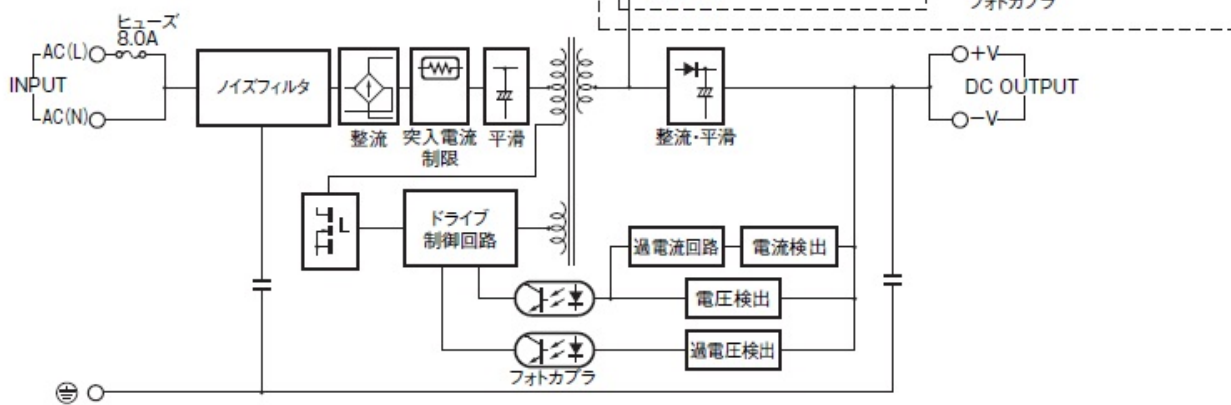 フォトカプラ
ヒューズ
8.0A
AC(L)
INPUT
AC(N)
ノイズフィルタ
整流
突入電流
制限
平滑
整流・平滑
+V
DC OUTPUT
-V
L
ドライブ
制御回路
過電流回路
電流検出
電圧検出
過電圧検出
フォトカプラ